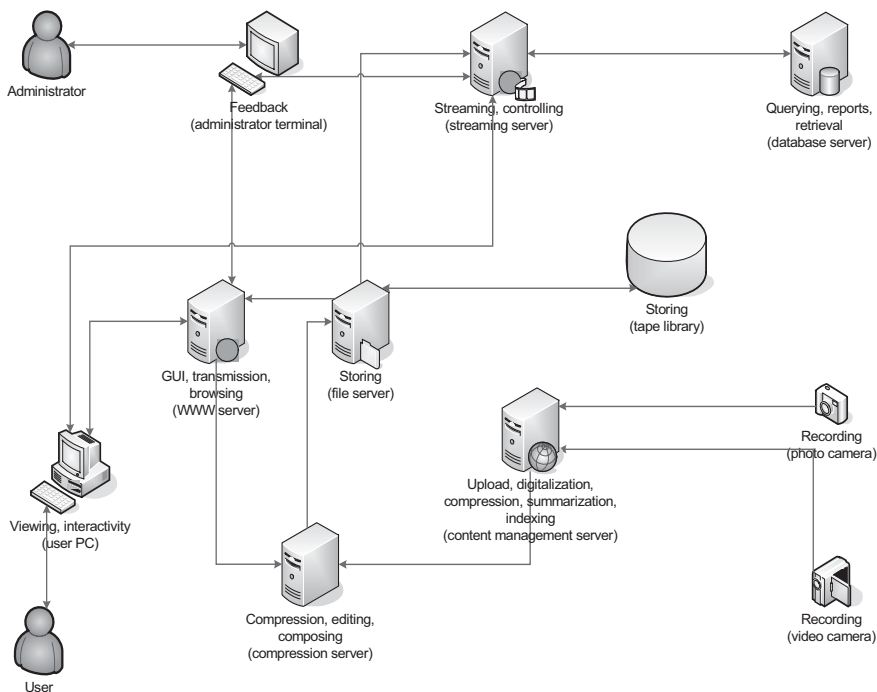 Administrator
Feedback
(administrator terminal)
Streaming, controlling
(streaming server)
Querying, reports,
retrieval
(database server)
Storing
(tape library)
GUI, transmission,
browsing
(WWW server)
Storing
(file server)
Recording
(photo camera)
Upload, digitalization,
compression, summarization,
indexing
(content management server)
Viewing, interactivity
(user PC)
Compression, editing,
composing
(compression server)
Recording
(video camera)
User